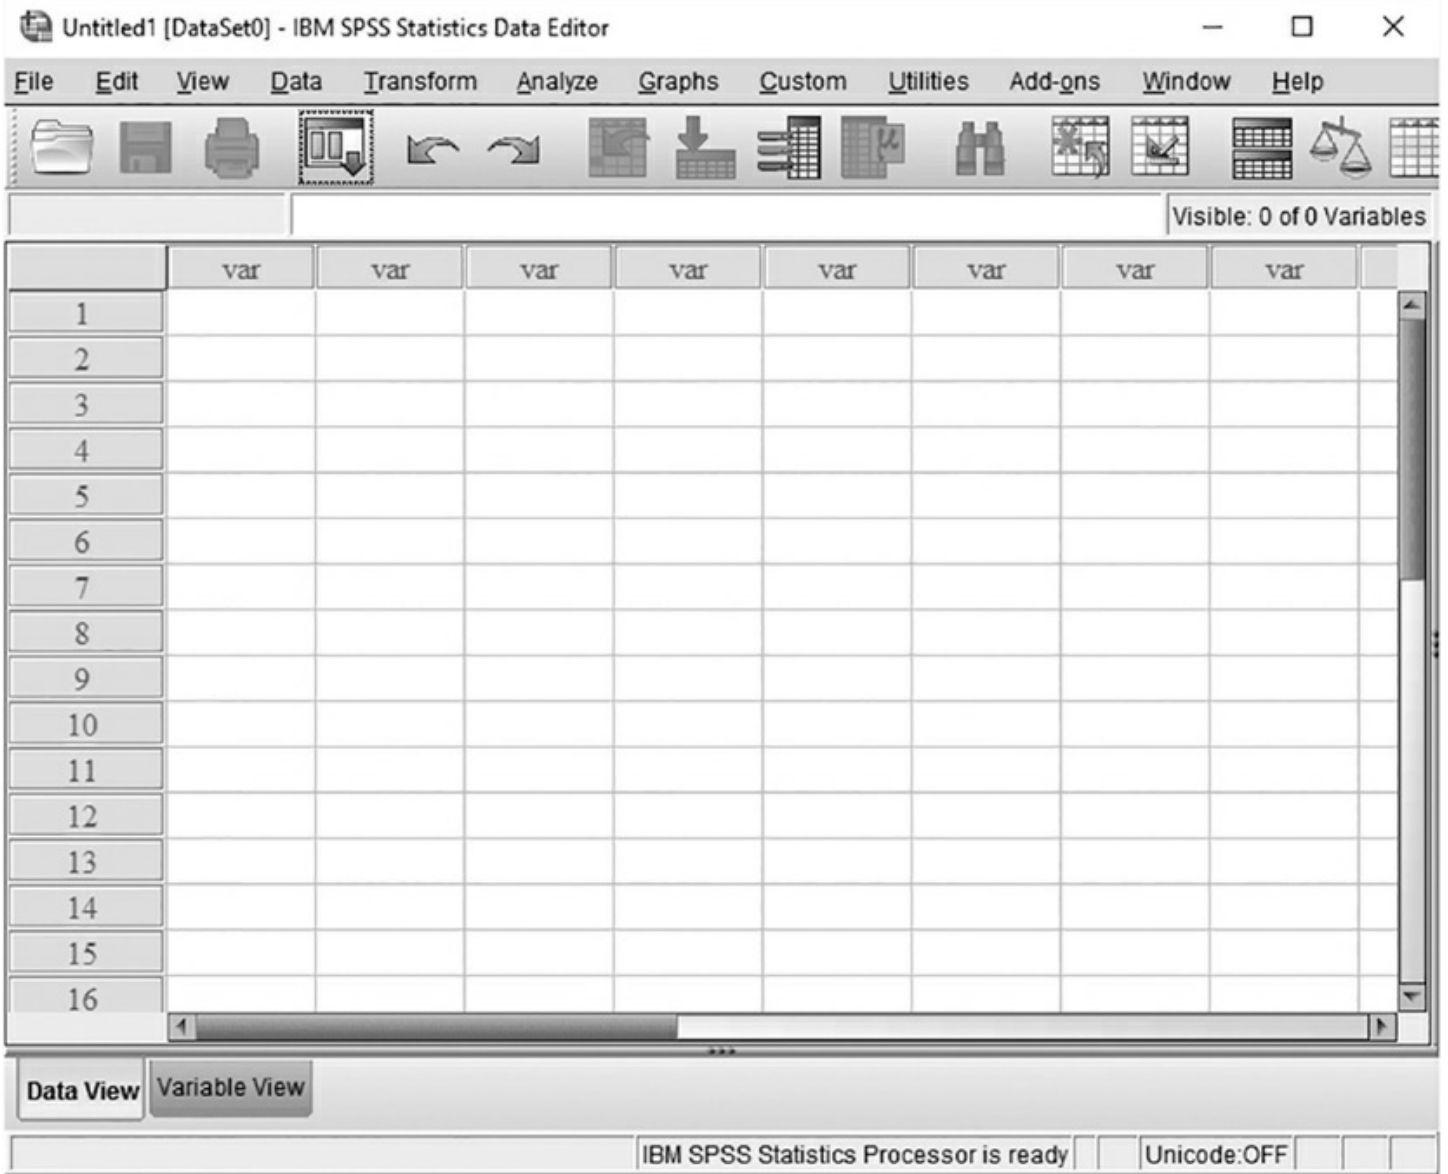 Untitled1 [DataSet0] - IBM SPSS Statistics Data Editor
File Edit View Data Transform Analyze Graphs Custom Utilities Add-ons Window Help
Visible: 0 of 0 Variables
var var var var var var var var
1
2
3
4
5
6
7
8
9
10
11
12
13
14
15
16
Data View Variable View
IBM SPSS Statistics Processor is ready Unicode:OFF